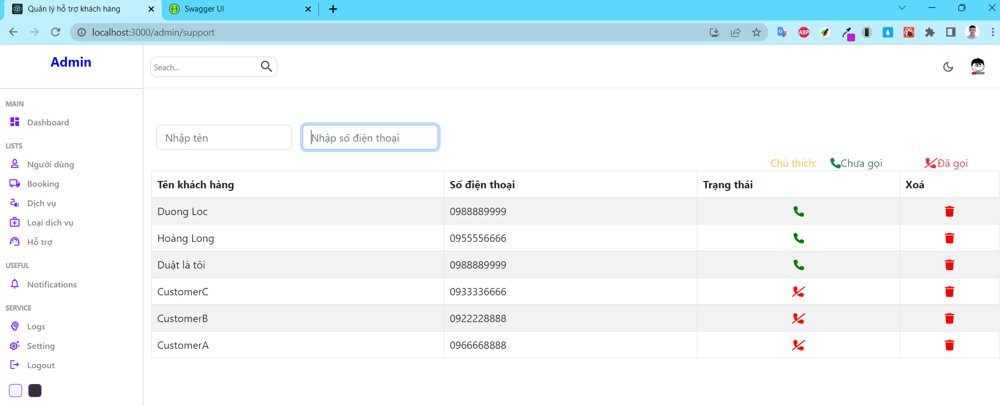 Quản lý hỗ trợ khách hàng
Swagger UI
localhost:3000/admin/support
ABP
Admin
Seach...
MAIN
Dashboard
LISTS
Người dùng
Booking
Dịch vụ
Loại dịch vụ
Hỗ trợ
USEFUL
Notifications
SERVICE
Logs
Setting
Logout
Nhập tên
Nhập số điện thoại
Chú thích: Chưa gọi Đã gọi
Tên khách hàng Số điện thoại Trạng thái Xoá
Duong Loc 0988889999
Hoàng Long 0955556666
Duật là tôi 0988889999
CustomerC 0933336666
CustomerB 0922228888
CustomerA 0966668888